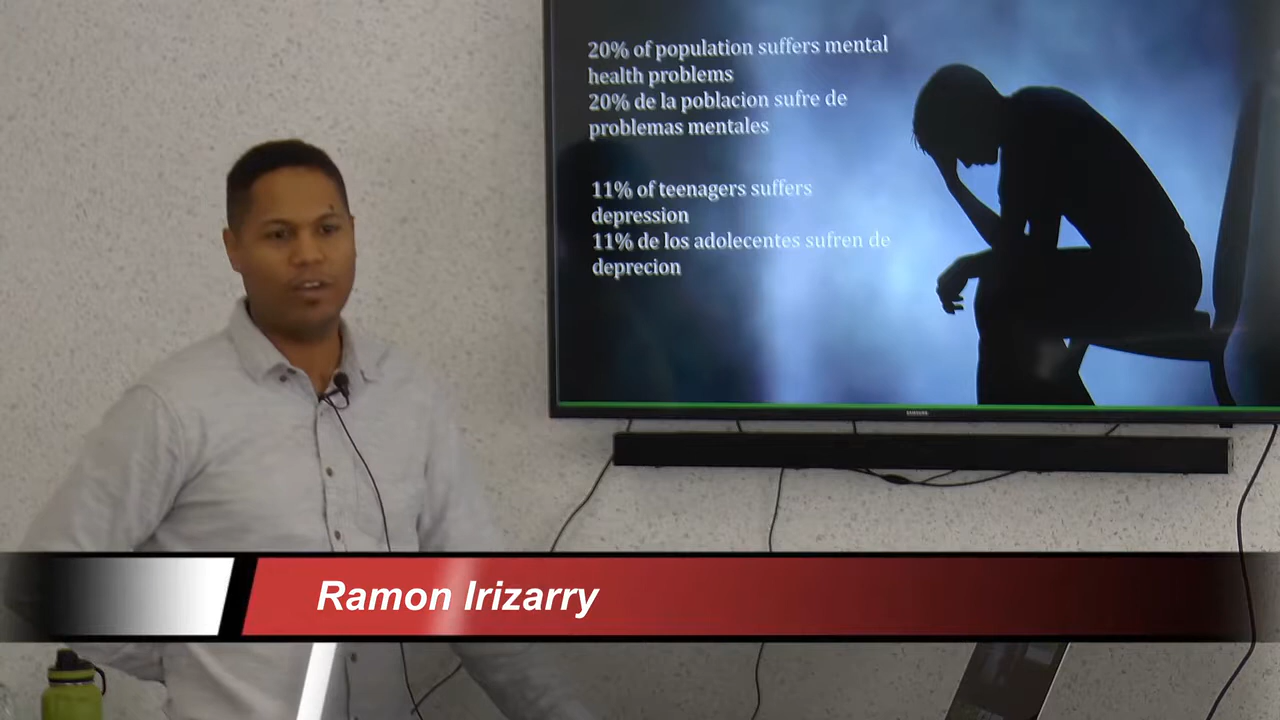 20% of population suffers mental
health problems
20% de la poblacion sufre de
problemas mentales
11% of teenagers suffers
depression
11% de los adolecentes sufren de
deprecion
SAMSUNG
Ramon Irizarry